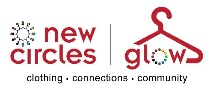 new
circles
glow
clothing • connections • community